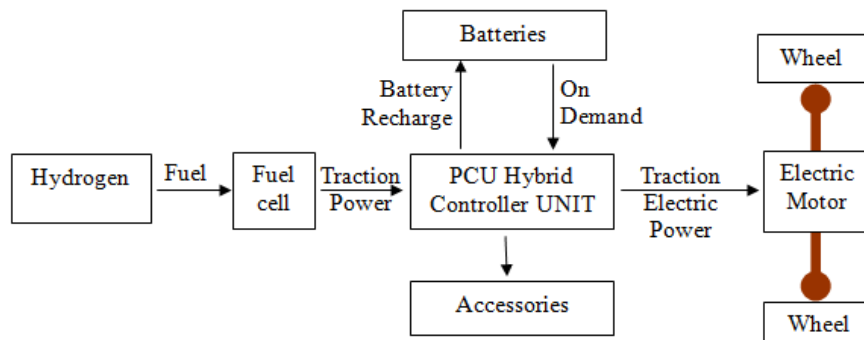 Batteries
Wheel
Battery
Recharge
On
Demand
Hydrogen
Fuel
Fuel
cell
Traction
Power
PCU Hybrid
Controller UNIT
Traction
Electric
Power
Electric
Motor
Accessories
Wheel